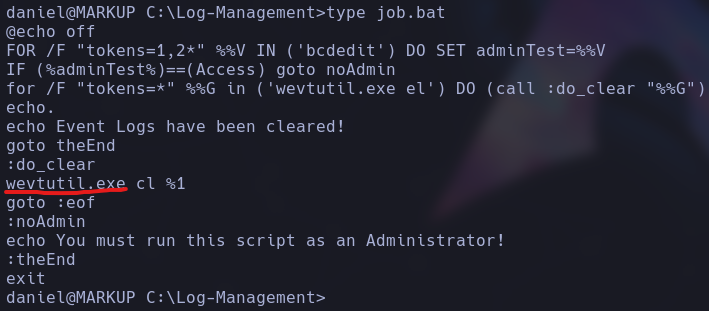 daniel@MARKUP C:\Log-Management>type job.bat
@echo off
FOR /F "tokens=1,2*" %%V IN ('bcdedit') DO SET adminTest=%%V
IF (%adminTest%)==(Access) goto noAdmin
for /F "tokens=*" %%G in ('wevtutil.exe el') DO (call :do_clear "%%G")
echo.
echo Event Logs have been cleared!
goto theEnd
:do_clear
wevtutil.exe cl %1
goto :eof
:noAdmin
echo You must run this script as an Administrator!
:theEnd
exit
daniel@MARKUP C:\Log-Management>